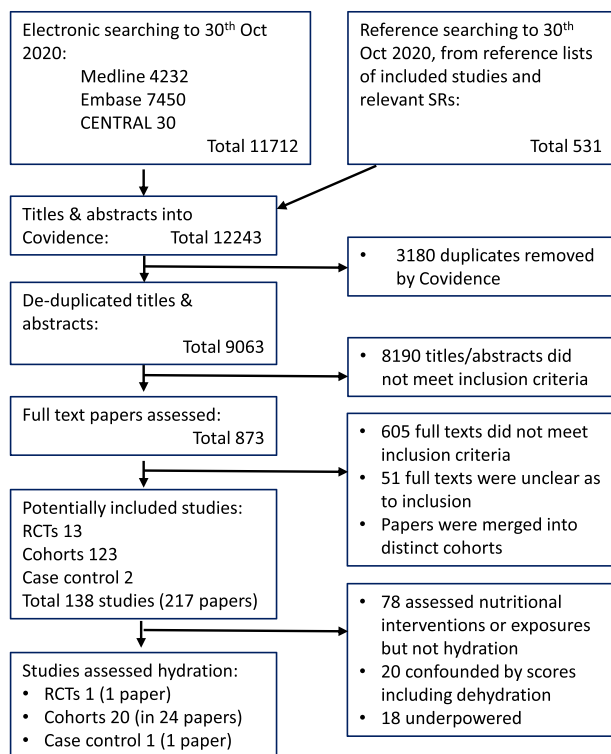 Electronic searching to 30th Oct
2020:
Medline 4232
Embase 7450
CENTRAL 30
Total 11712
Reference searching to 30th
Oct 2020, from reference lists
of included studies and
relevant SRs:
Total 531
Titles & abstracts into
Covidence: Total 12243
• 3180 duplicates removed
by Covidence
De-duplicated titles &
abstracts:
Total 9063
• 8190 titles/abstracts did
not meet inclusion criteria
Full text papers assessed:
Total 873
• 605 full texts did not meet
inclusion criteria
• 51 full texts were unclear as
to inclusion
• Papers were merged into
distinct cohorts
Potentially included studies:
RCTs 13
Cohorts 123
Case control 2
Total 138 studies (217 papers)
• 78 assessed nutritional
interventions or exposures
but not hydration
• 20 confounded by scores
including dehydration
• 18 underpowered
Studies assessed hydration:
• RCTs 1 (1 paper)
• Cohorts 20 (in 24 papers)
• Case control 1 (1 paper)